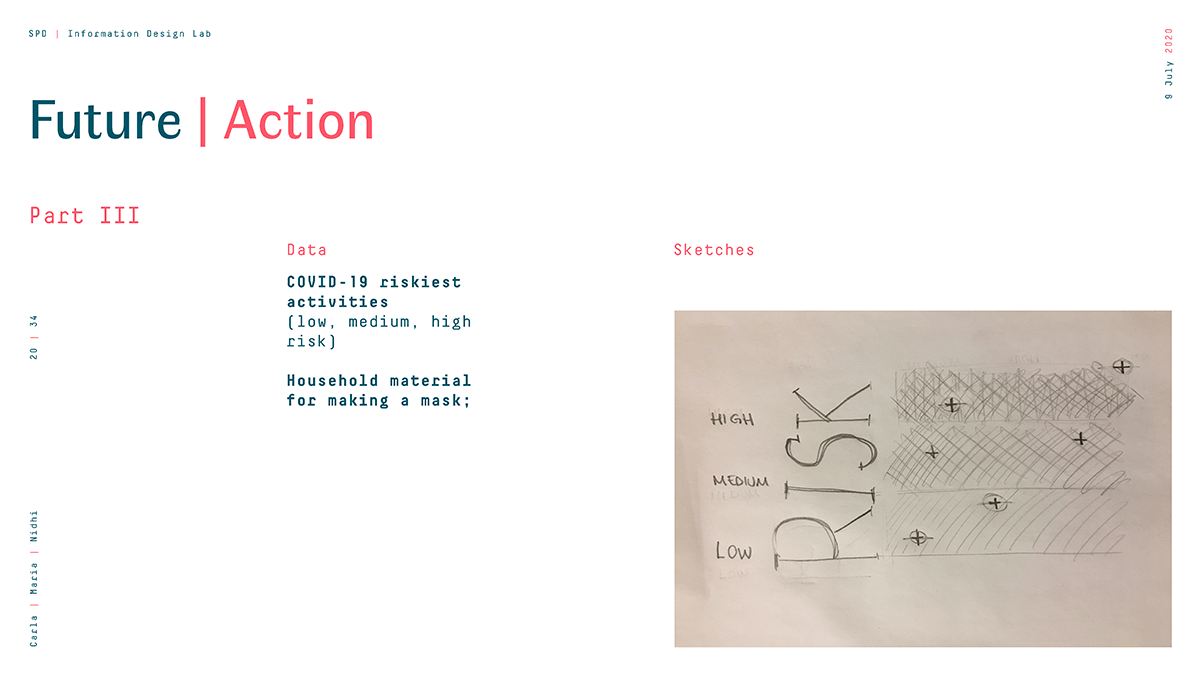 SPD | Information Design Lab
9 July 2020
Future | Action
Part III
Data
COVID-19 riskiest
activities
(low, medium, high
risk)
Household material
for making a mask;
Sketches
HIGH
MEDIUM
LOW
RISK
20 | 34
Carla | Maria | Nidhi